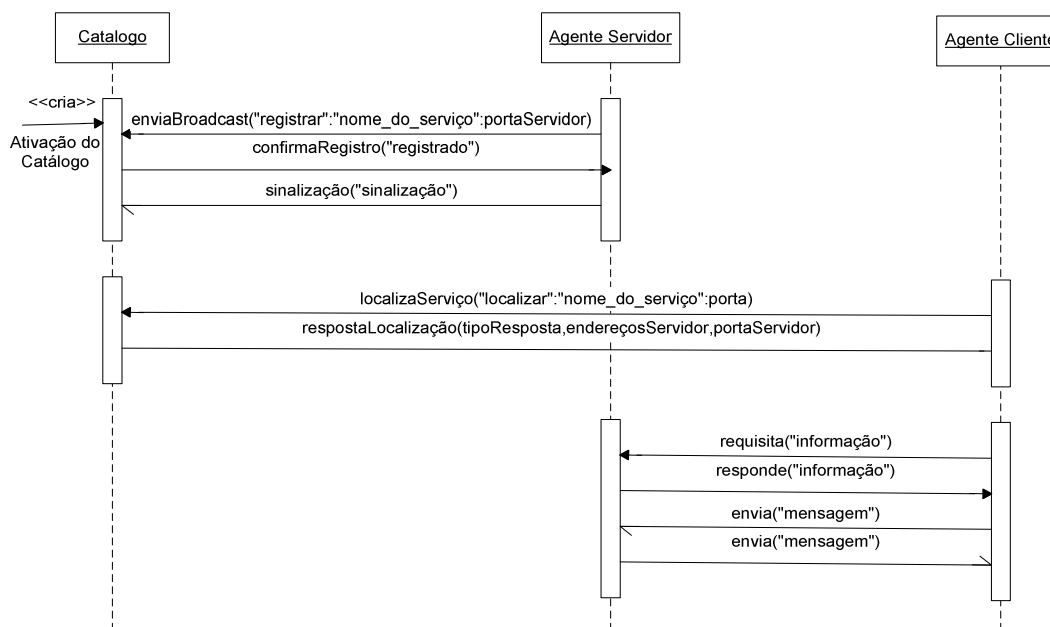 Catalogo
Agente Servidor
Agente Cliente
<<cria>>
enviaBroadcast("registrar":"nome_do_serviço":portaServidor)
Ativação do
Catálogo
confirmaRegistro("registrado")
sinalização("sinalização")
localizaServiço("localizar":"nome_do_serviço":porta)
respostaLocalização(tipoResposta,endereçosServidor,portaServidor)
requisita("informação")
responde("informação")
envia("mensagem")
envia("mensagem")